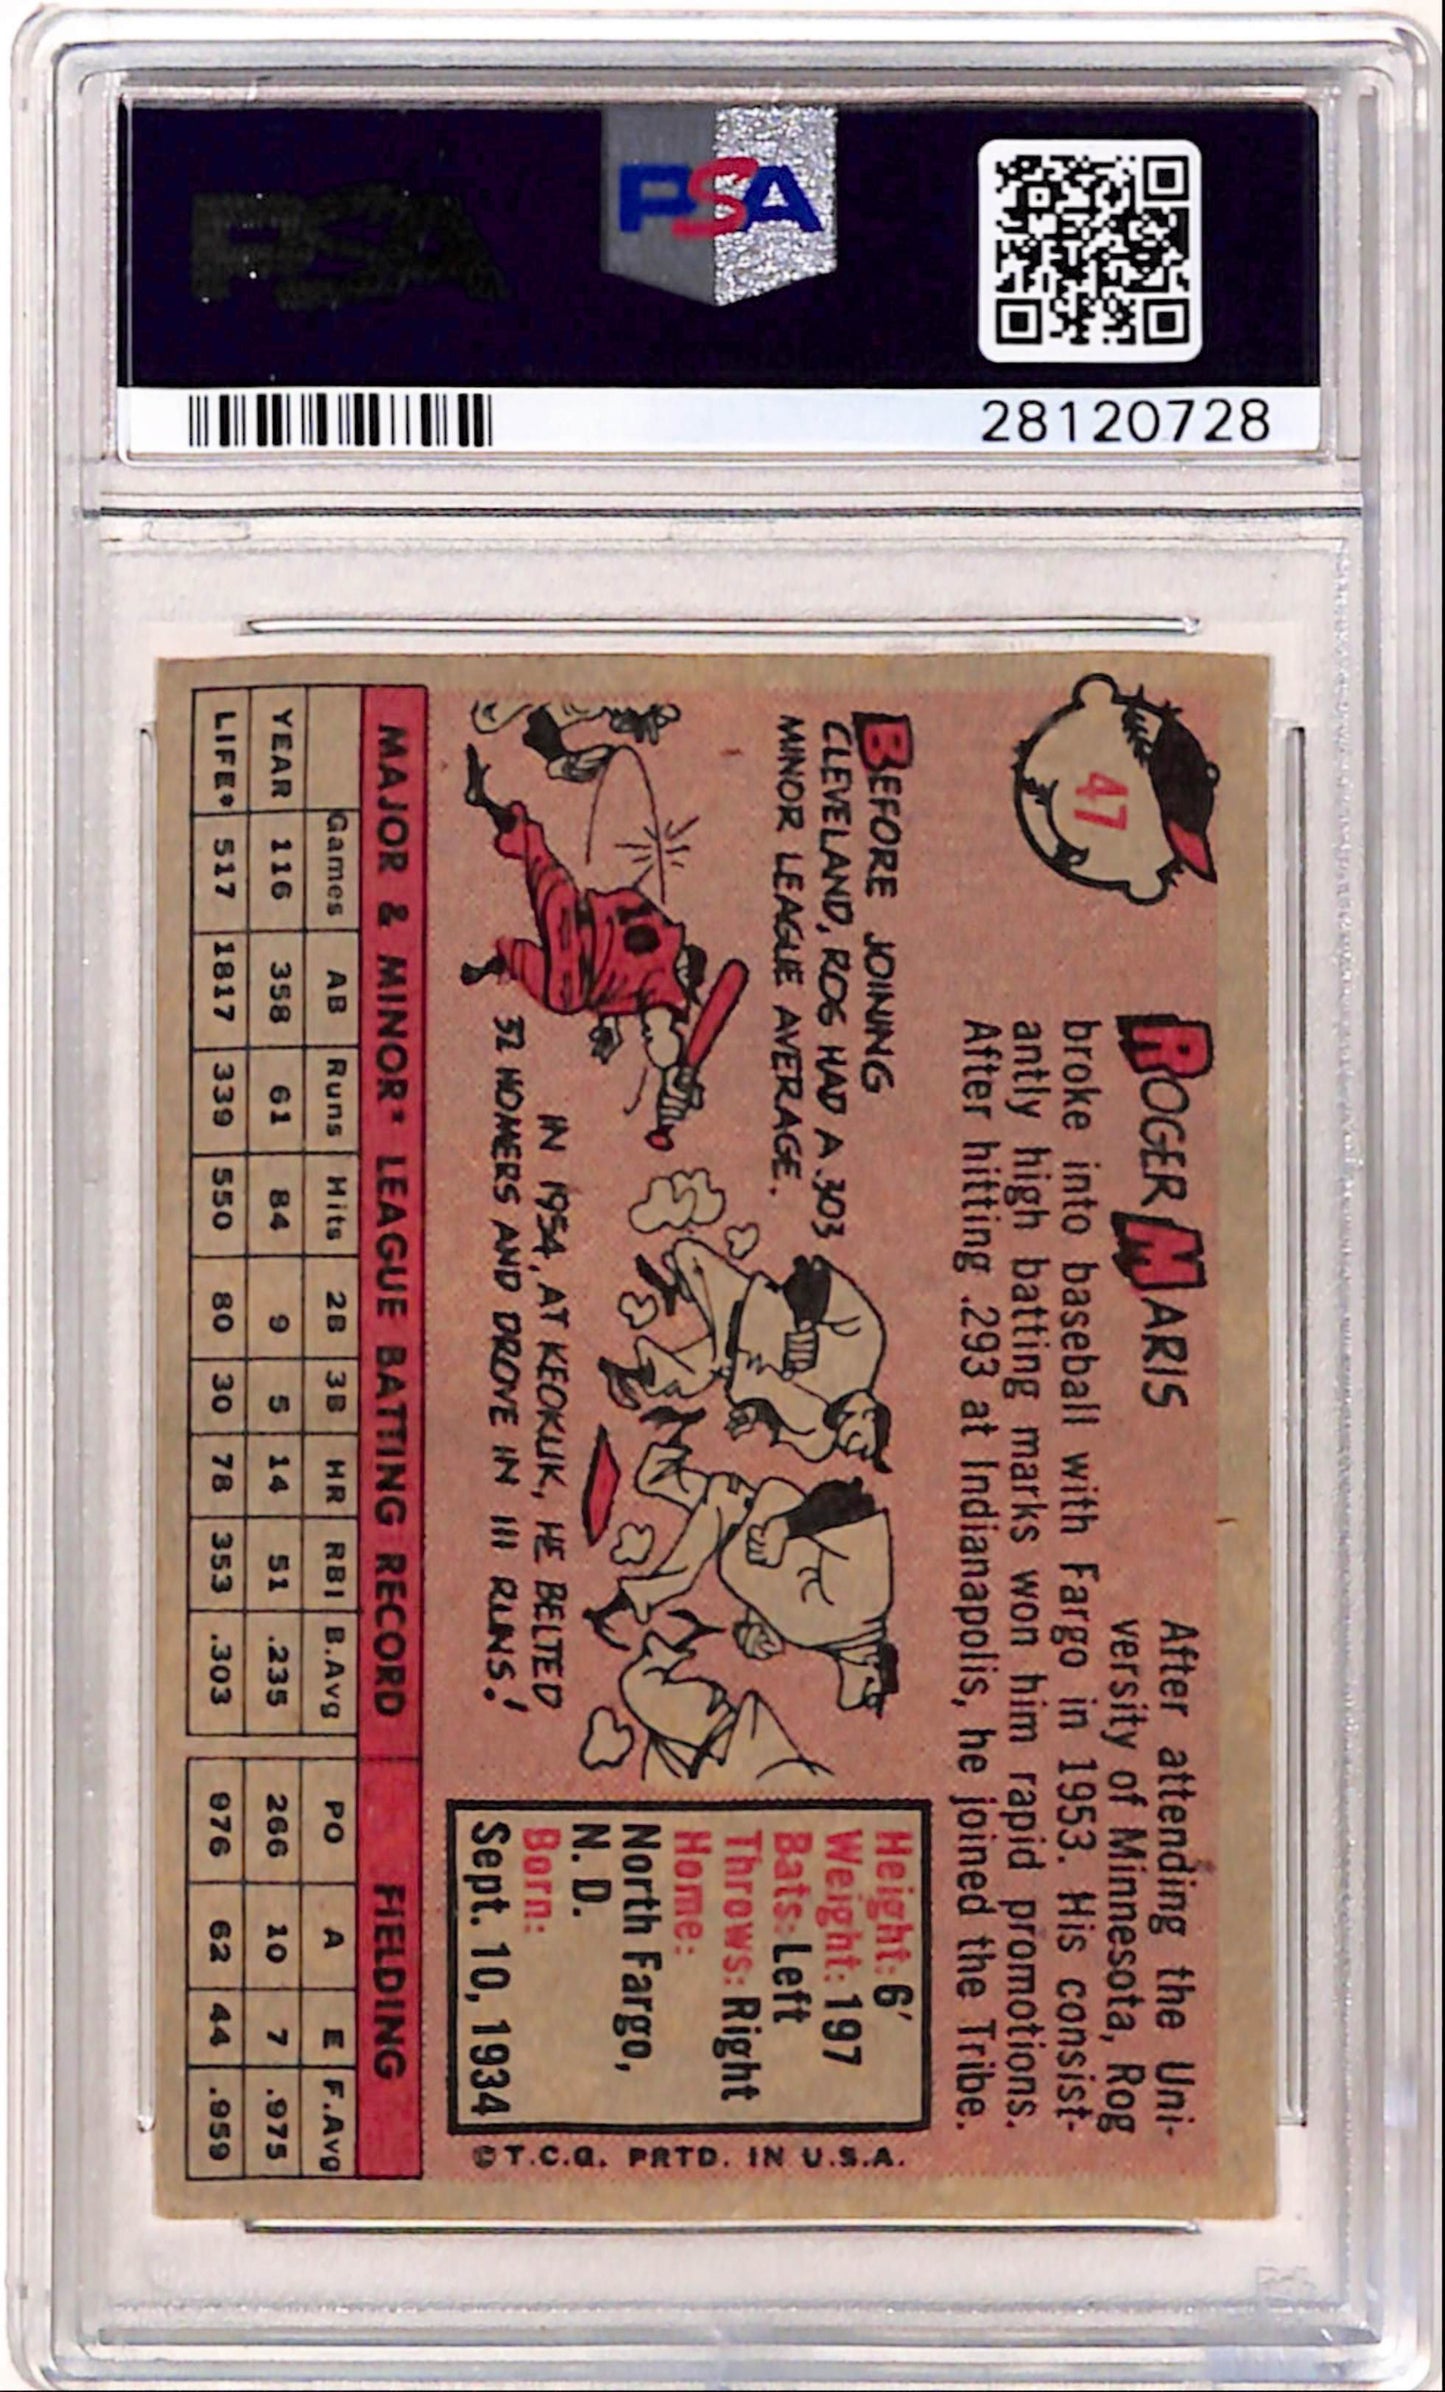 PSA
PSA
28120728
47
ROGER MARIS
After attending the Uni-
versity of Minnesota, Rog
broke into baseball with Fargo in 1953. His consist-
antly high batting marks won him rapid promotions.
After hitting .293 at Indianapolis, he joined the Tribe.
BEFORE JOINING
CLEVELAND, ROG HAD A .303
MINOR LEAGUE AVERAGE.
10
IN 1954, AT KEOKUK, HE BELTED
32 HOMERS AND DROVE IN 111 RUNS!
Height: 6'
Weight: 197
Bats: Left
Throws: Right
Home:
North Fargo,
N. D.
Born:
Sept. 10, 1934
© T.C.G. PRTD. IN U.S.A.
MAJOR & MINOR* LEAGUE BATTING RECORD FIELDING
Games AB Runs Hits 2B 3B HR RBI B.Avg PO A E F.Avg
YEAR 116 358 61 84 9 5 14 51 .235 266 10 7 .975
LIFE* 517 1817 339 550 80 30 78 353 .303 976 62 44 .959